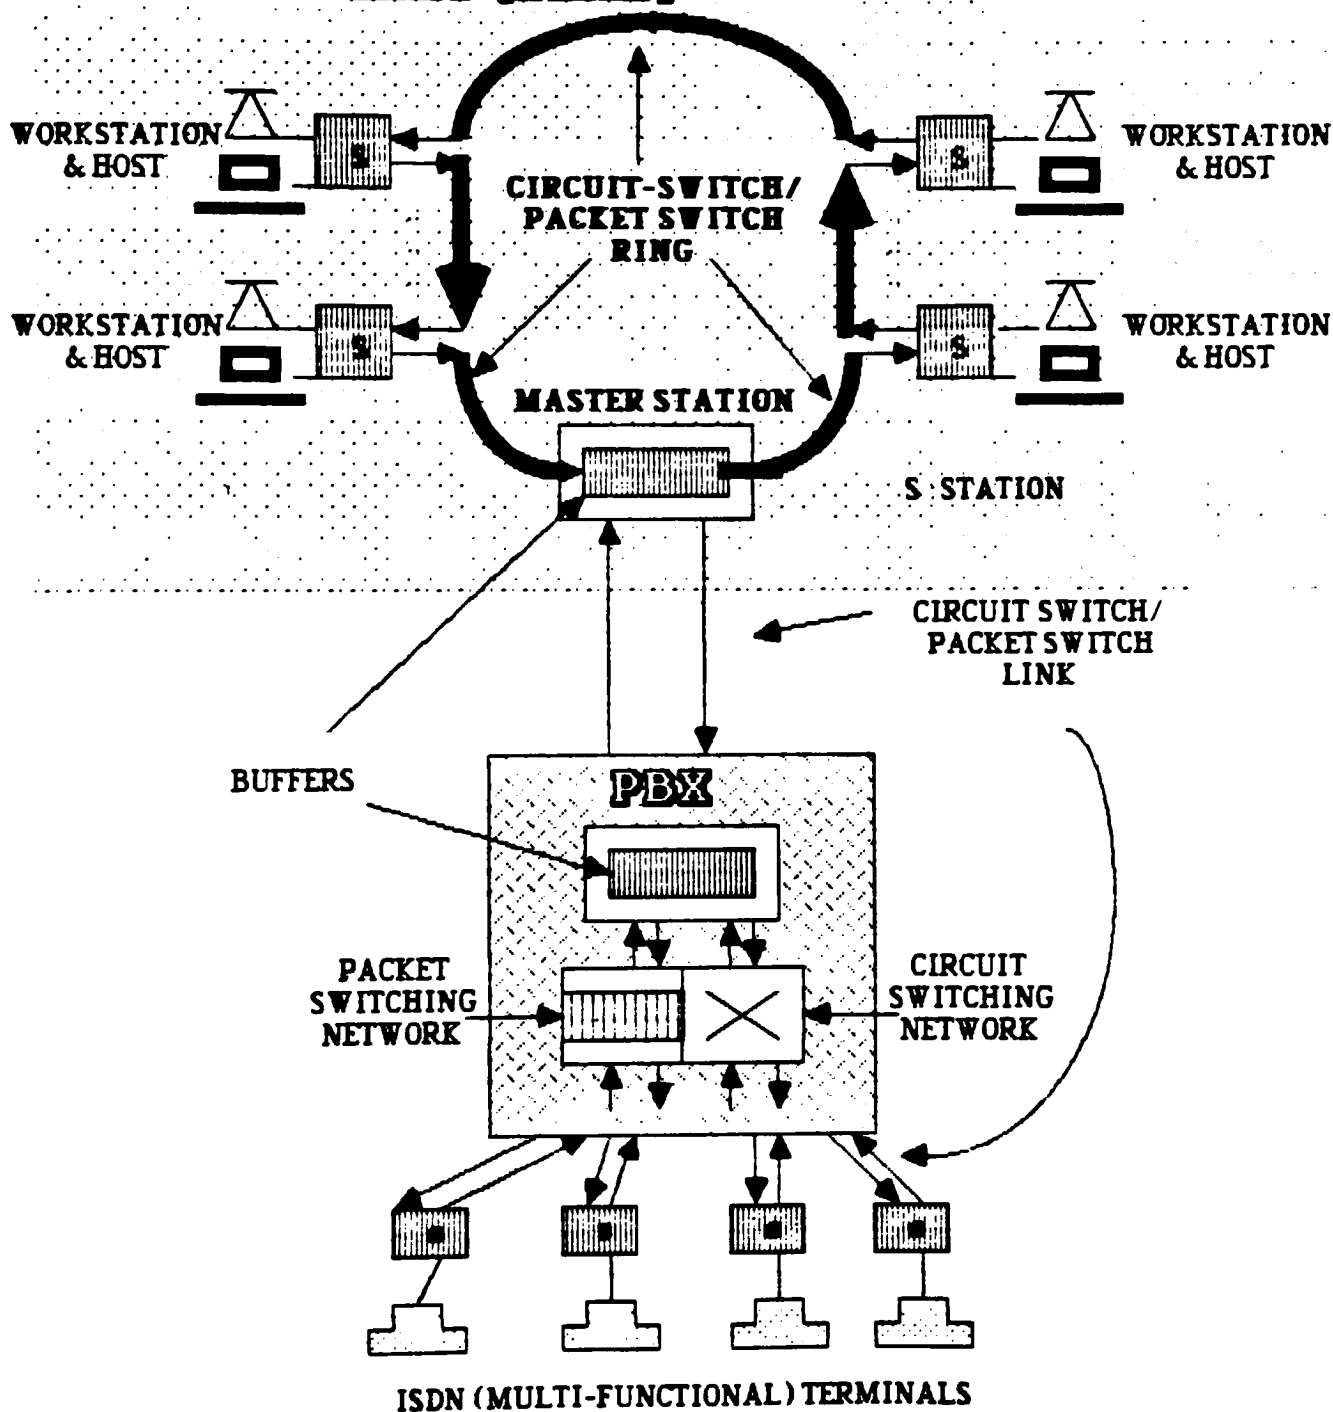 WORKSTATION
& HOST
S
S
WORKSTATION
& HOST
CIRCUIT-SWITCH/
PACKET SWITCH
RING
WORKSTATION
& HOST
S
S
WORKSTATION
& HOST
MASTER STATION
S : STATION
CIRCUIT SWITCH/
PACKET SWITCH
LINK
BUFFERS
PBX
PACKET
SWITCHING
NETWORK
CIRCUIT
SWITCHING
NETWORK
ISDN (MULTI-FUNCTIONAL) TERMINALS